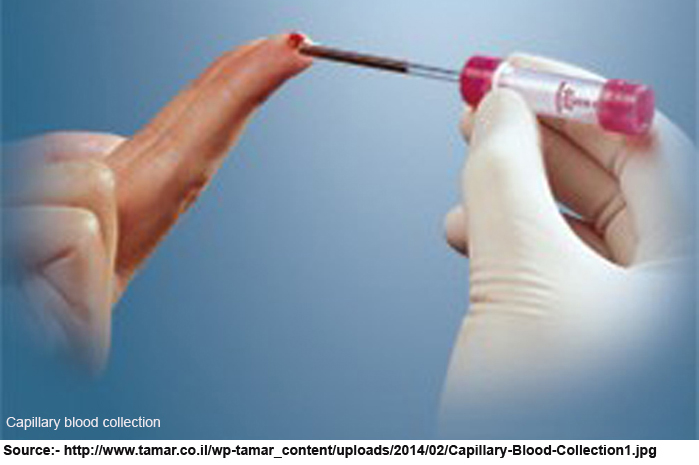 Capillary blood collection
Source:- http://www.tamar.co.il/wp-tamar_content/uploads/2014/02/Capillary-Blood-Collection1.jpg